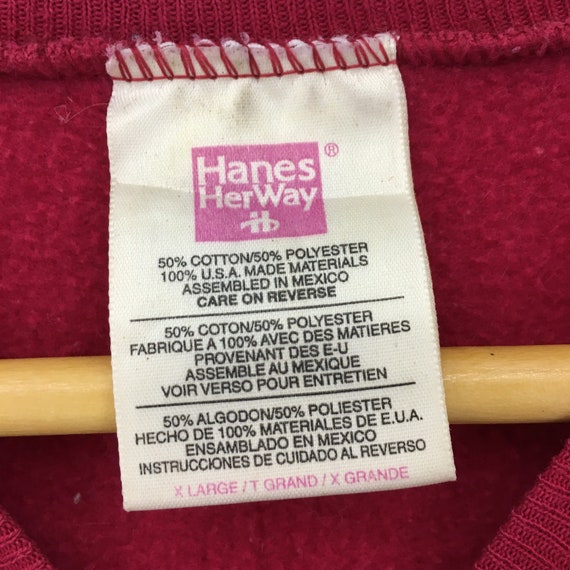 Hanes®
HerWay
50% COTTON/50% POLYESTER
100% U.S.A. MADE MATERIALS
ASSEMBLED IN MEXICO
CARE ON REVERSE
50% COTON/50% POLYESTER
FABRIQUE A 100% AVEC DES MATIERES
PROVENANT DES E-U
ASSEMBLE AU MEXIQUE
VOIR VERSO POUR ENTRETIEN
50% ALGODON/50% POLIESTER
HECHO DE 100% MATERIALES DE E.U.A.
ENSAMBLADO EN MEXICO
INSTRUCCIONES DE CUIDADO AL REVERSO
X LARGE / T GRAND / X GRANDE